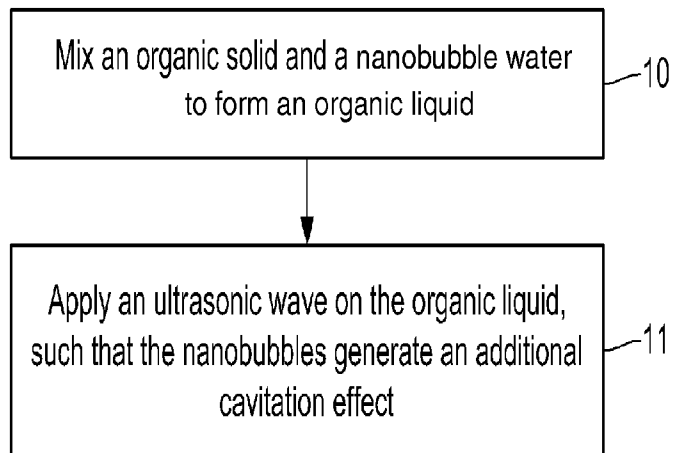 Mix an organic solid and a nanobubble water
to form an organic liquid
10
Apply an ultrasonic wave on the organic liquid,
such that the nanobubbles generate an additional
cavitation effect
11